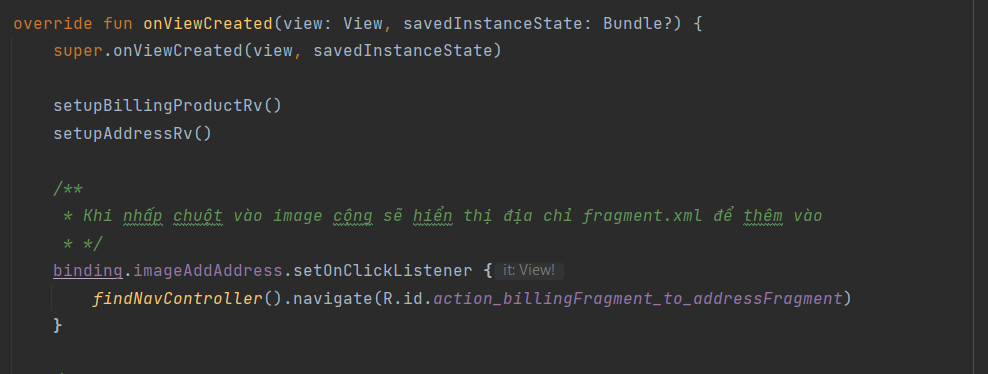 override fun onViewCreated(view: View, savedInstanceState: Bundle?) {
super.onViewCreated(view, savedInstanceState)
setupBillingProductRv()
setupAddressRv()
/**
* Khi nhấp chuột vào image cộng sẽ hiển thị địa chỉ fragment.xml để thêm vào
* */
binding.imageAddAddress.setOnClickListener { it: View!
findNavController().navigate(R.id.action_billingFragment_to_addressFragment)
}